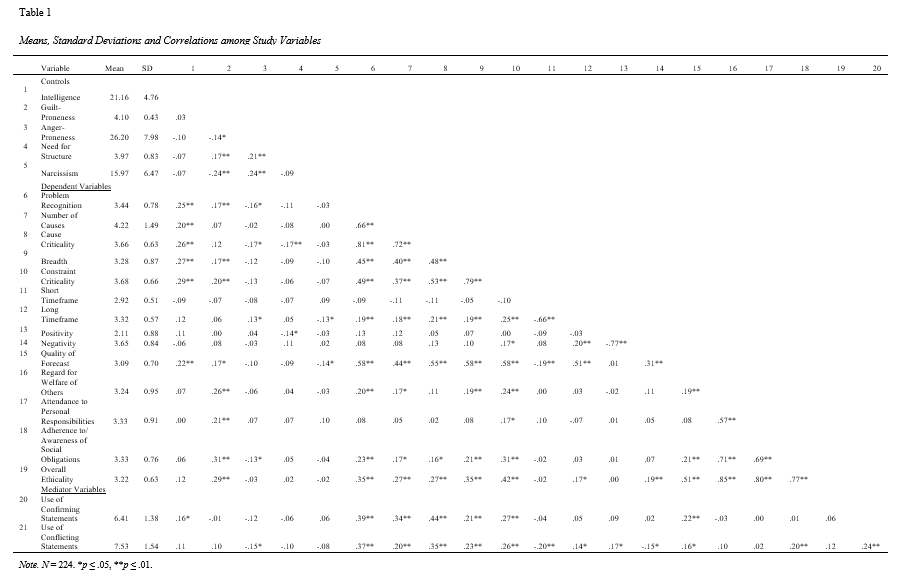 Table 1
Means, Standard Deviations and Correlations among Study Variables
Variable Mean SD 1 2 3 4 5 6 7 8 9 10 11 12 13 14 15 16 17 18 19 20
Controls
1
Intelligence 21.16 4.76
2 Guilt-
Proneness 4.10 0.43 .03
3 Anger-
Proneness 26.20 7.98 -.10 -.14*
4 Need for
Structure 3.97 0.83 -.07 .17** .21**
5
Narcissism 15.97 6.47 -.07 -.24** .24** -.09
Dependent Variables
6 Problem
Recognition 3.44 0.78 .25** .17** -.16* -.11 -.03
7 Number of
Causes 4.22 1.49 .20** .07 -.02 -.08 .00 .66**
8 Cause
Criticality 3.66 0.63 .26** .12 -.17* -.17** -.03 .81** .72**
9
Breadth 3.28 0.87 .27** .17** -.12 -.09 -.10 .45** .40** .48**
10 Constraint
Criticality 3.68 0.66 .29** .20** -.13 -.06 -.07 .49** .37** .53** .79**
11 Short
Timeframe 2.92 0.51 -.09 -.07 -.08 -.07 .09 -.09 -.11 -.11 -.05 -.10
12 Long
Timeframe 3.32 0.57 .12 .06 .13* .05 -.13* .19** .18** .21** .19** .25** -.66**
13
Positivity 2.11 0.88 .11 .00 .04 -.14* -.03 .13 .12 .05 .07 .00 -.09 -.03
14 Negativity 3.65 0.84 -.06 .08 -.03 .11 .02 .08 .08 .13 .10 .17* .08 .20** -.77**
15 Quality of
Forecast 3.09 0.70 .22** .17* -.10 -.09 -.14* .58** .44** .55** .58** .58** -.19** .51** .01 .31**
16 Regard for
Welfare of
Others 3.24 0.95 .07 .26** -.06 .04 -.03 .20** .17* .11 .19** .24** .00 .03 -.02 .11 .15**
17 Attendance to
Personal
Responsibilities 3.33 0.91 .00 .21** .07 .07 .10 .08 .05 .02 .08 .17* .10 -.07 .01 .05 .08 .57**
18 Adherence to/
Awareness of
Social
Obligations 3.33 0.76 .06 .31** -.13* .05 -.04 .23** .17* .16* .21** .31** -.02 .03 .01 .07 .21** .71** .69**
19 Overall
Ethicality 3.22 0.63 .12 .29** -.03 .02 -.02 .35** .27** .27** .35** .42** -.02 .17* .00 .19** .51** .85** .80** .77**
Mediator Variables
20 Use of
Confirming
Statements 6.41 1.38 .16* -.01 -.12 -.06 .06 .39** .34** .44** .21** .27** -.04 .05 .09 .02 .22** -.03 .00 .01 .06
21 Use of
Conflicting
Statements 7.53 1.54 .11 .10 -.15* -.10 -.08 .37** .20** .35** .23** .26** -.20** .14* .17* -.15* .16* .10 .02 .20** .12 .24**
Note. N = 224. *p ≤ .05, **p ≤ .01.